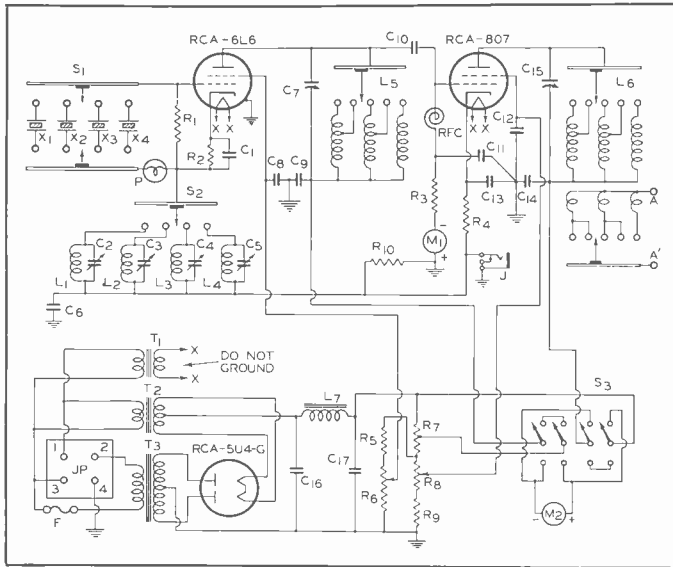 RCA-6L6
C10
RCA-807
S1
C7
L5
C15
L6
C12
X1 X2 X3 X4
R1
X X
R2
C1
X X
RFC
C11
C8 C9
P
S2
R3
C13
R4
C14
A
M1
-
+
A'
C2 C3 C4 C5
R10
L1 L2 L3 L4
J
C6
T1
X
DO NOT
GROUND
X
T2
L7
S3
T3
RCA-5U4-G
R5
R7
1 2
JP
3 4
C16
C17
R6
R8
F
R9
- M2 +